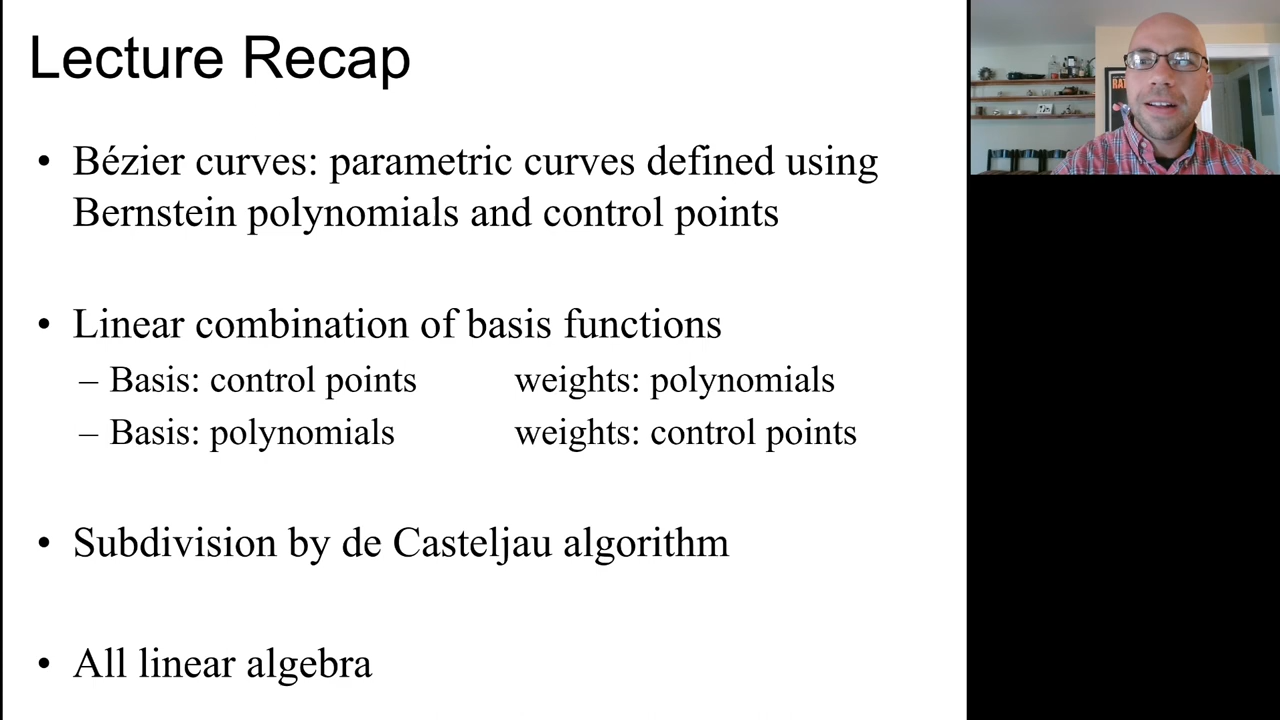 Lecture Recap
• Bézier curves: parametric curves defined using
Bernstein polynomials and control points
• Linear combination of basis functions
– Basis: control points weights: polynomials
– Basis: polynomials weights: control points
• Subdivision by de Casteljau algorithm
• All linear algebra